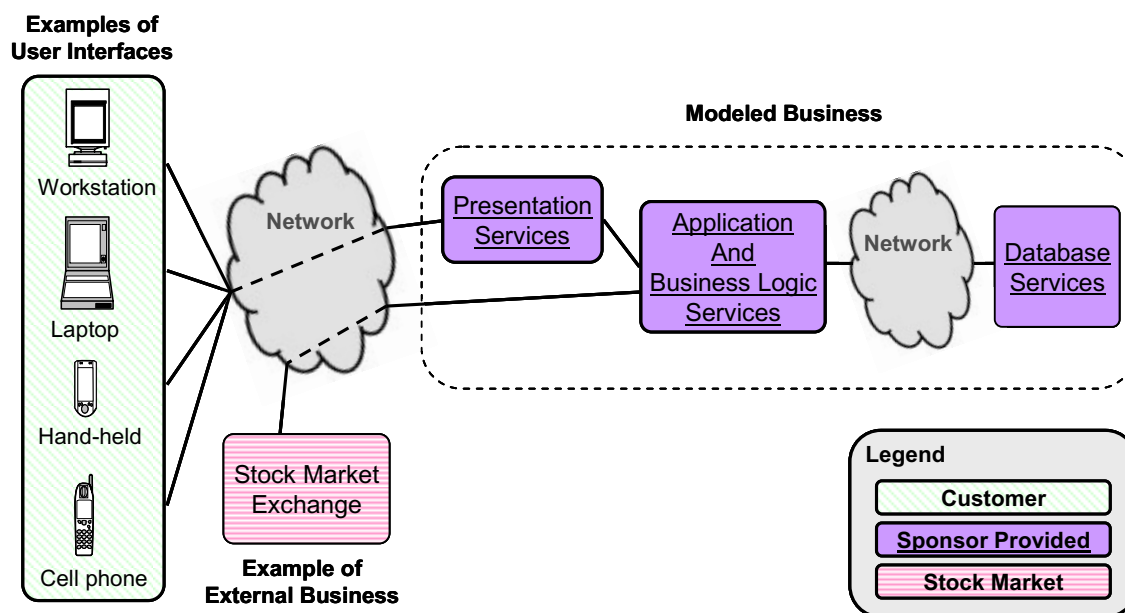 Examples of
User Interfaces
Workstation
Laptop
Hand-held
Cell phone
Network
Stock Market
Exchange
Example of
External Business
Modeled Business
Presentation
Services
Application
And
Business Logic
Services
Network
Database
Services
Legend
Customer
Sponsor Provided
Stock Market